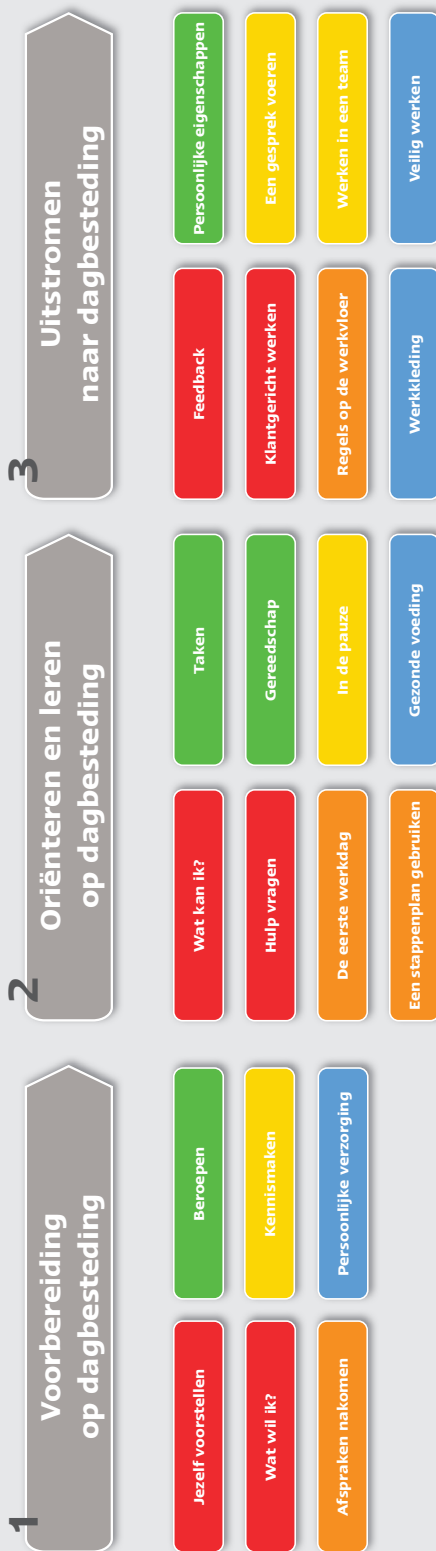 1
Voorbereiding
op dagbesteding
Jezelf voorstellen
Beroepen
Wat wil ik?
Kennismaken
Afspraken nakomen
Persoonlijke verzorging
2
Oriënteren en leren
op dagbesteding
Wat kan ik?
Taken
Hulp vragen
Gereedschap
De eerste werkdag
In de pauze
Een stappenplan gebruiken
Gezonde voeding
3
Uitstromen
naar dagbesteding
Feedback
Persoonlijke eigenschappen
Klantgericht werken
Een gesprek voeren
Regels op de werkvloer
Werken in een team
Werkkleding
Veilig werken